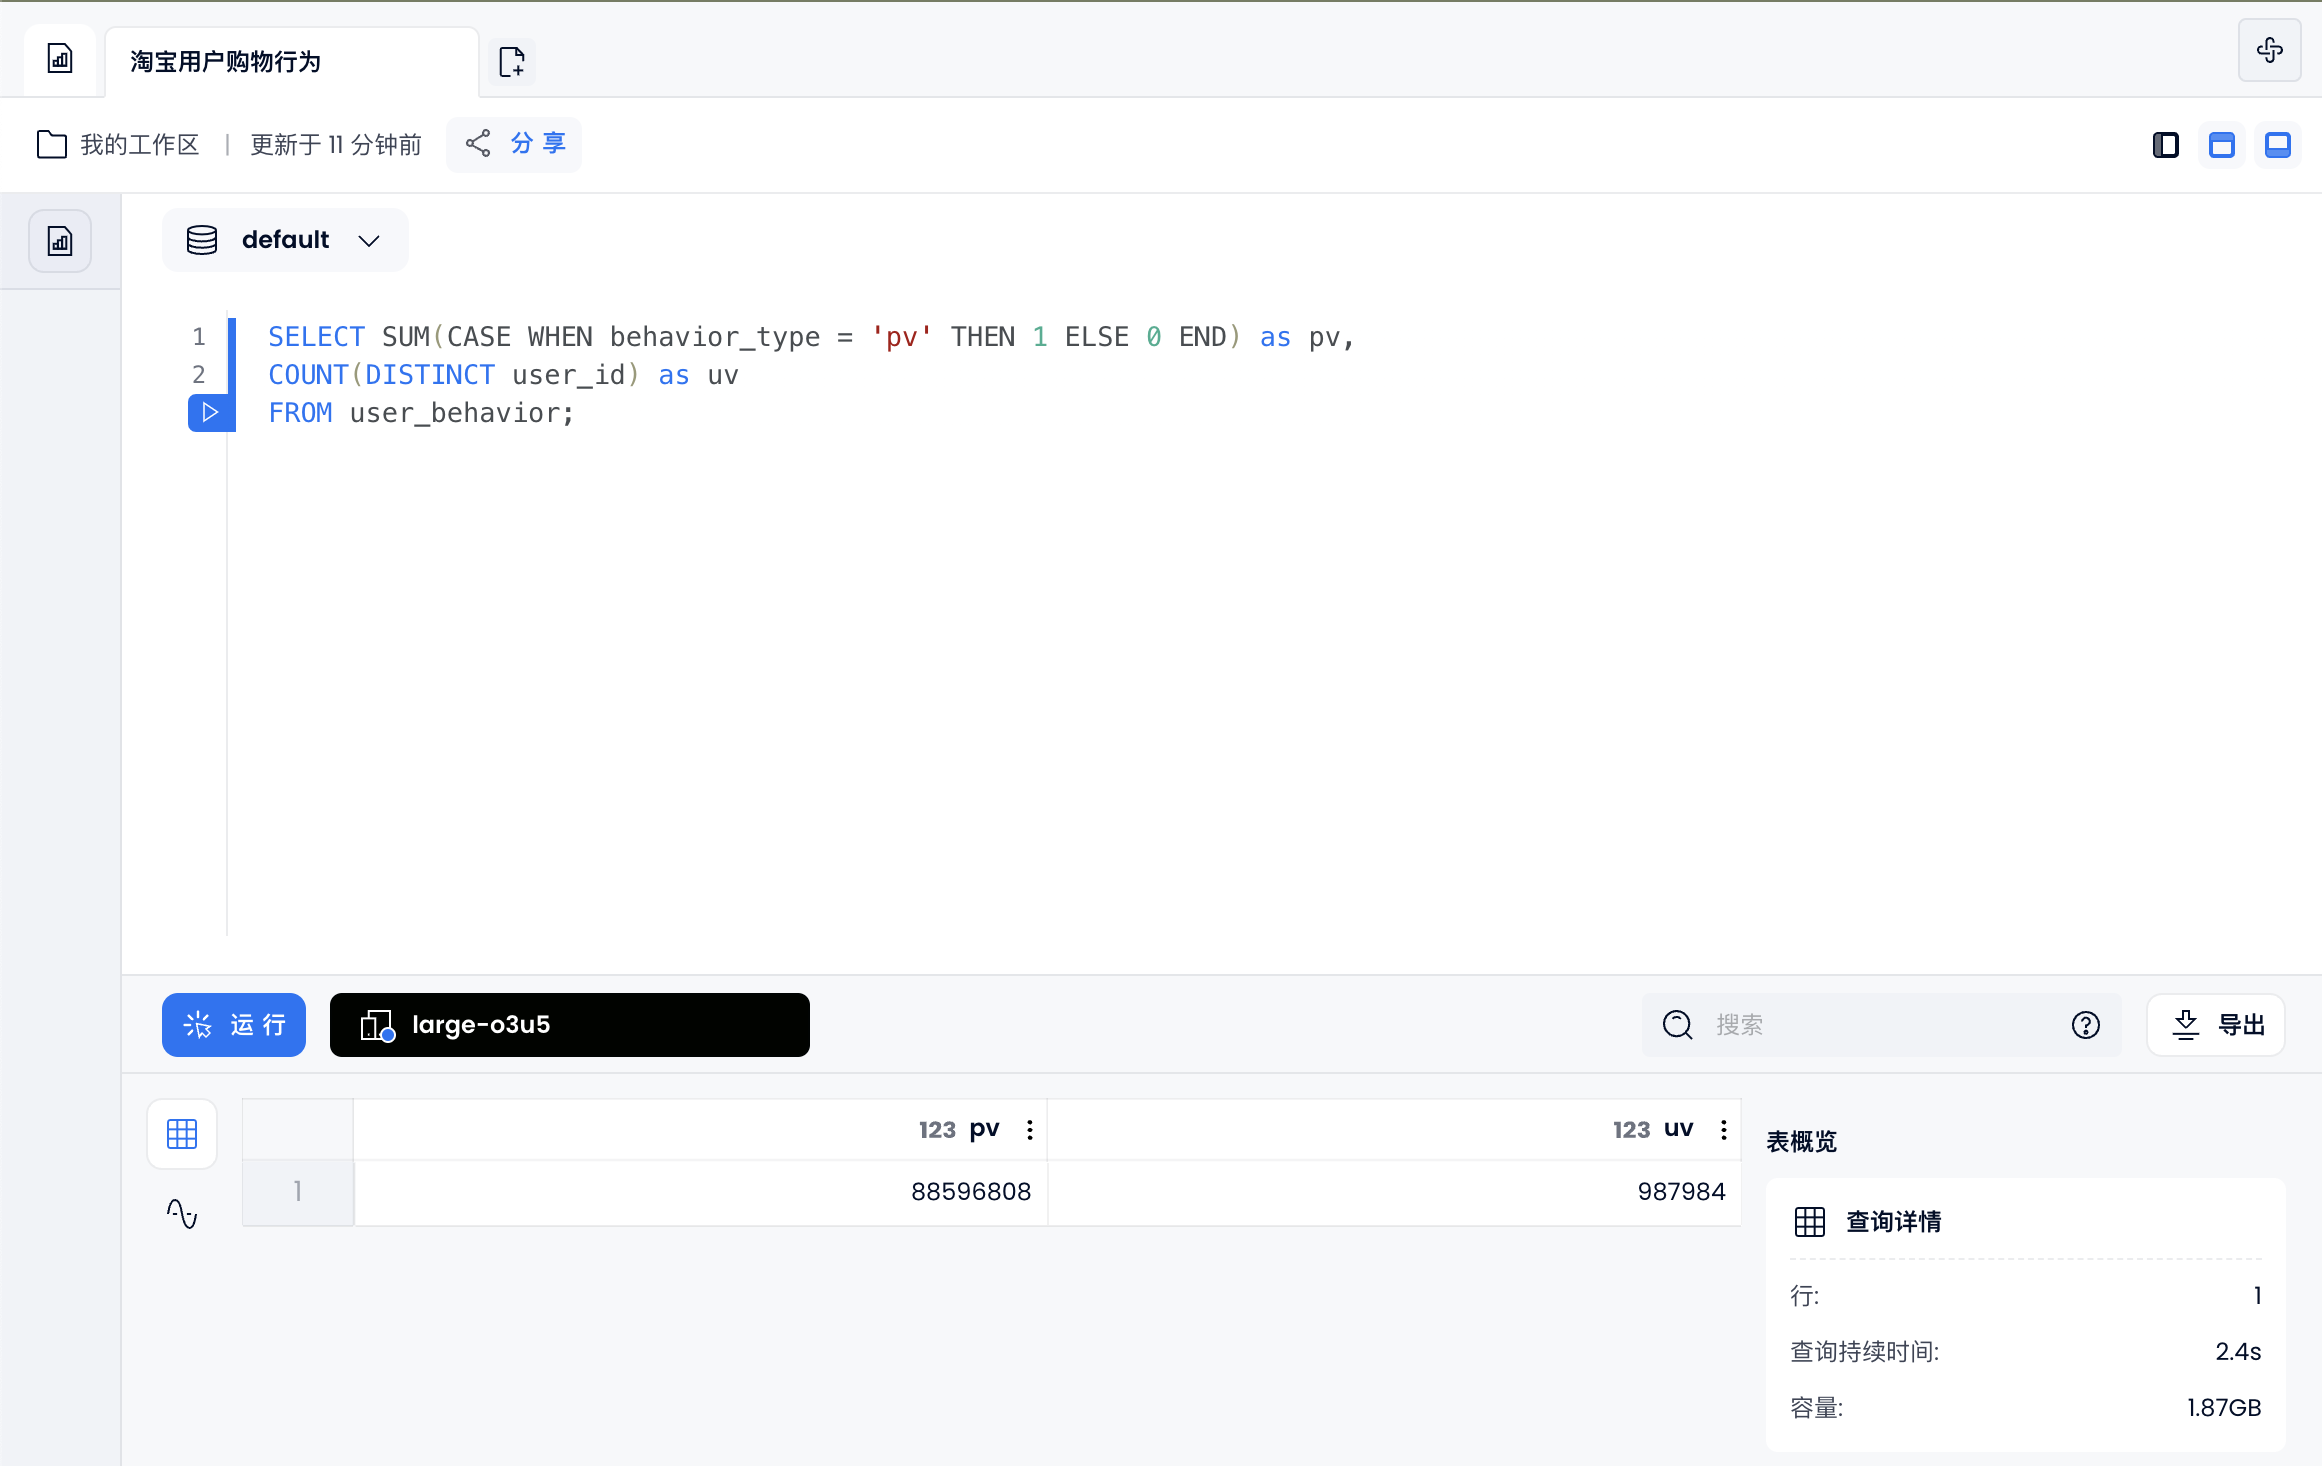 淘宝用户购物行为
我的工作区 | 更新于 11 分钟前 分 享
default
1 SELECT SUM(CASE WHEN behavior_type = 'pv' THEN 1 ELSE 0 END) as pv,
2 COUNT(DISTINCT user_id) as uv
FROM user_behavior;
运 行 large-o3u5 搜索 导出
123 pv 123 uv
1 88596808 987984
表概览
查询详情
行: 1
查询持续时间: 2.4s
容量: 1.87GB